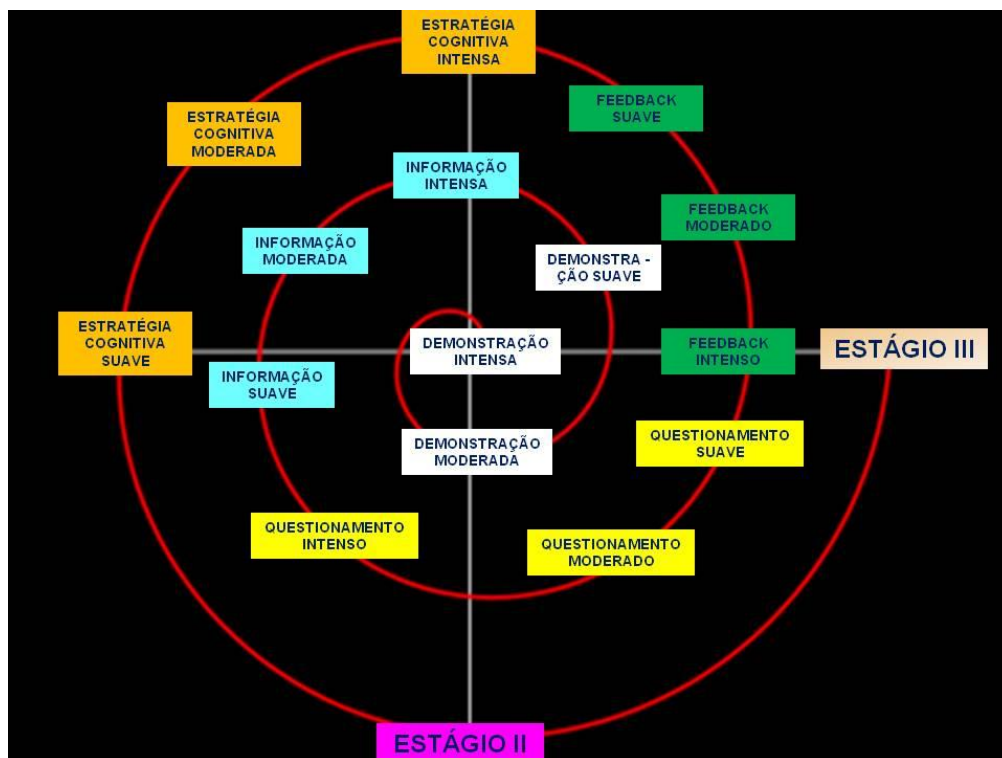 ESTRATÉGIA
COGNITIVA
INTENSA
FEEDBACK
SUAVE
ESTRATÉGIA
COGNITIVA
MODERADA
INFORMAÇÃO
INTENSA
FEEDBACK
MODERADO
INFORMAÇÃO
MODERADA
DEMONSTRA -
ÇÃO SUAVE
ESTRATÉGIA
COGNITIVA
SUAVE
DEMONSTRAÇÃO
INTENSA
FEEDBACK
INTENSO
ESTÁGIO III
INFORMAÇÃO
SUAVE
DEMONSTRAÇÃO
MODERADA
QUESTIONAMENTO
SUAVE
QUESTIONAMENTO
INTENSO
QUESTIONAMENTO
MODERADO
ESTÁGIO II